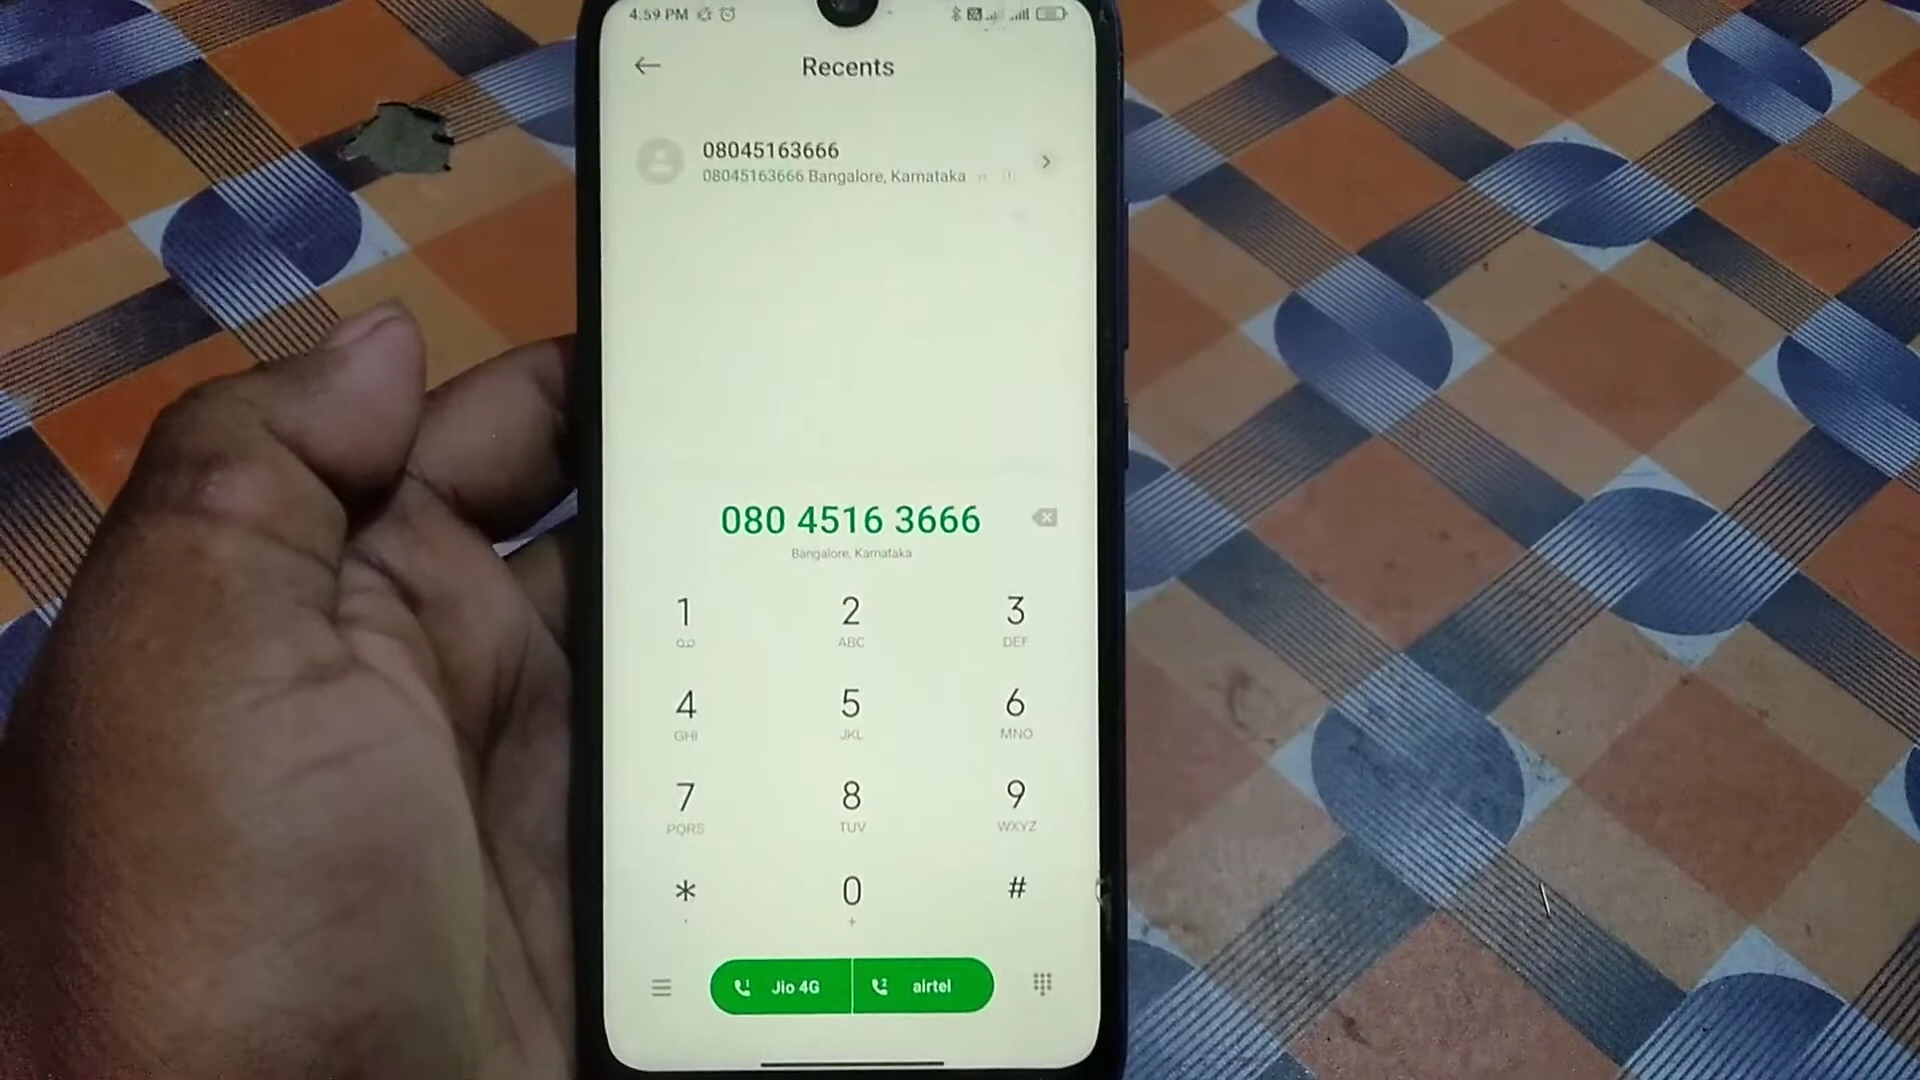 4:59 PM
Recents
08045163666
08045163666 Bangalore, Karnataka
080 4516 3666
Bangalore, Karnataka
1 2 3
ABC DEF
4 5 6
GHI JKL MNO
7 8 9
PQRS TUV WXYZ
* 0 #
+
Jio 4G airtel